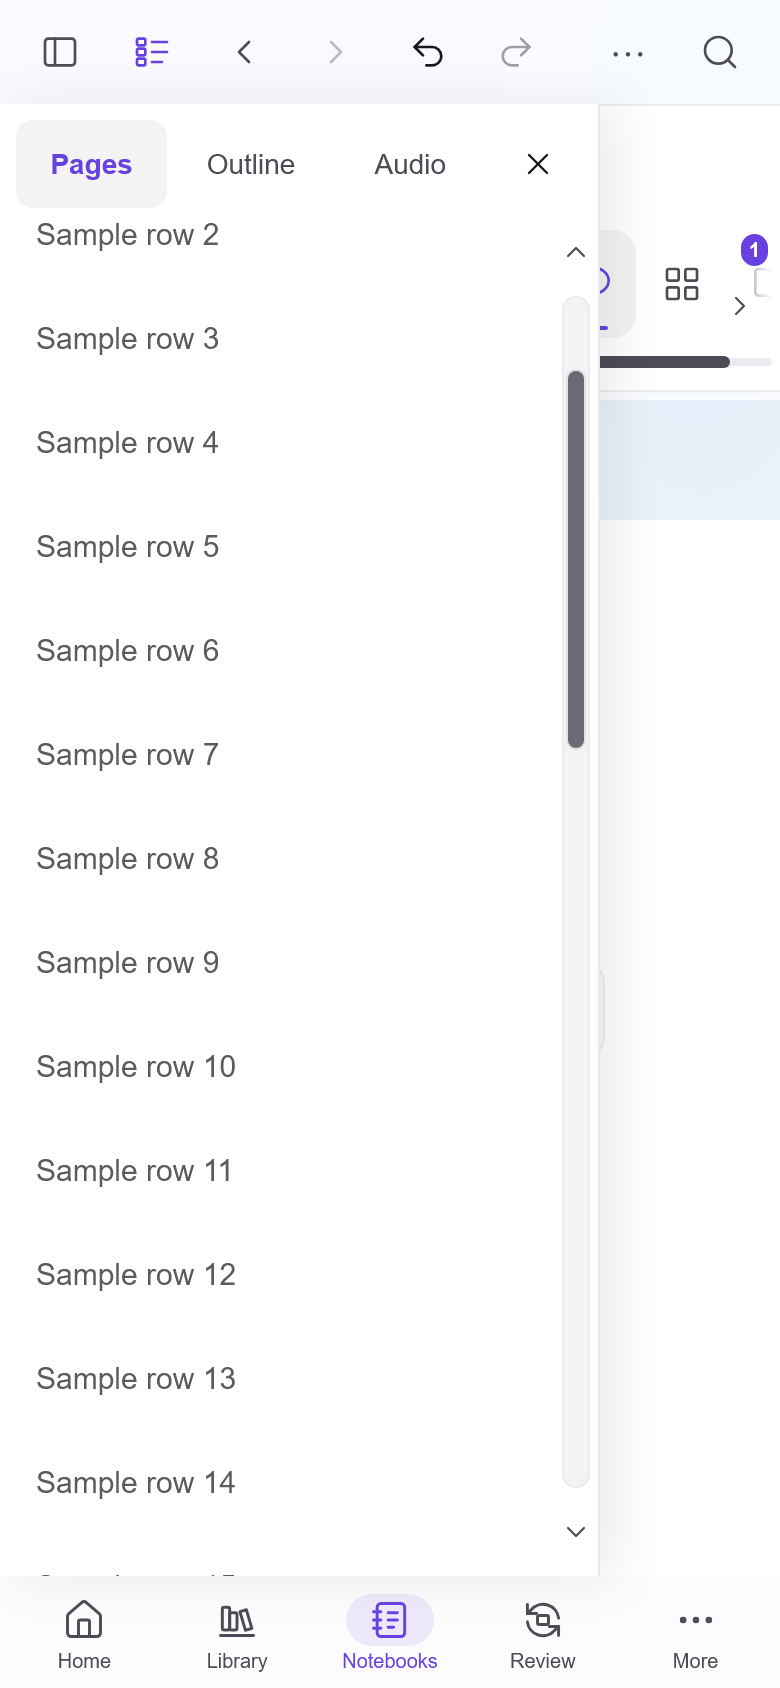 Pages Outline Audio
Sample row 2
1
Sample row 3
Sample row 4
Sample row 5
Sample row 6
Sample row 7
Sample row 8
Sample row 9
Sample row 10
Sample row 11
Sample row 12
Sample row 13
Sample row 14
Home Library Notebooks Review More